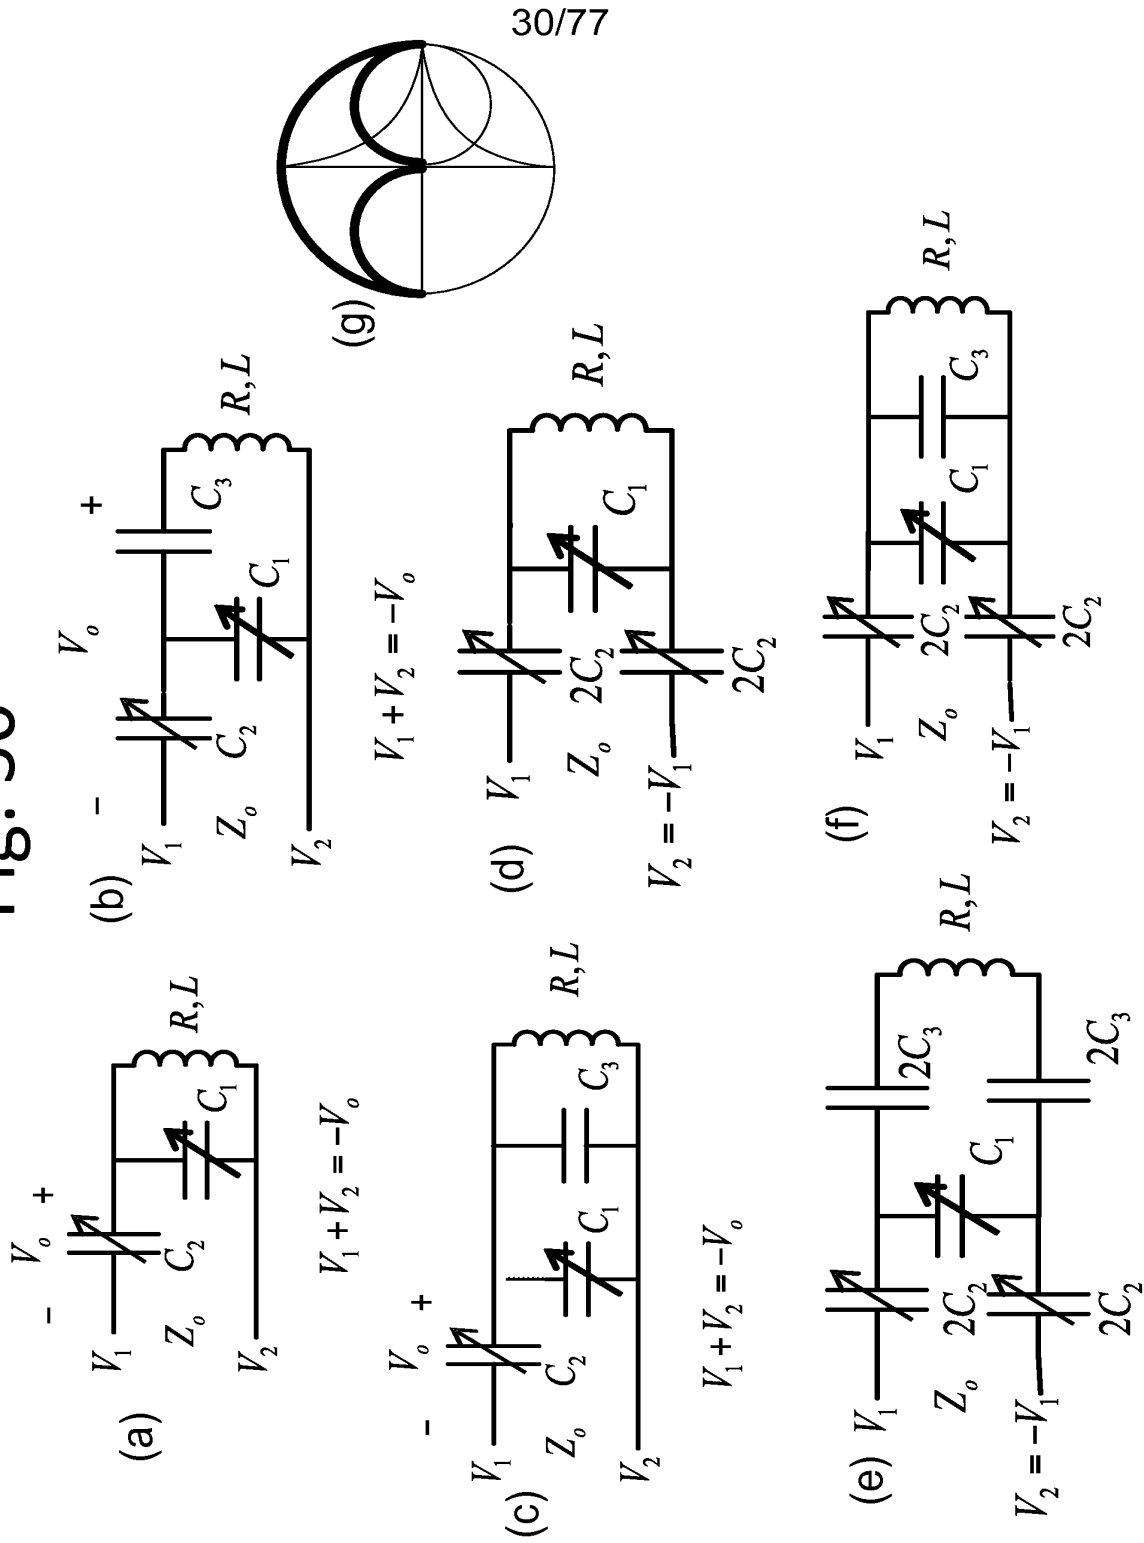 30/77
(a)
− V_o +
V_1
C_2
C_1
R, L
Z_o
V_2
V_1 + V_2 = −V_o
(b)
− V_o +
V_1
C_2
C_1
C_3
R, L
Z_o
V_2
V_1 + V_2 = −V_o
(c)
− V_o +
V_1
C_2
C_1
C_3
R, L
Z_o
V_2
V_1 + V_2 = −V_o
(d)
V_1
2C_2
C_1
R, L
Z_o
2C_2
V_2 = −V_1
(e)
V_1
2C_2
C_1
2C_3
R, L
Z_o
2C_2
2C_3
V_2 = −V_1
(f)
V_1
2C_2
C_1
C_3
R, L
Z_o
2C_2
V_2 = −V_1
(g)